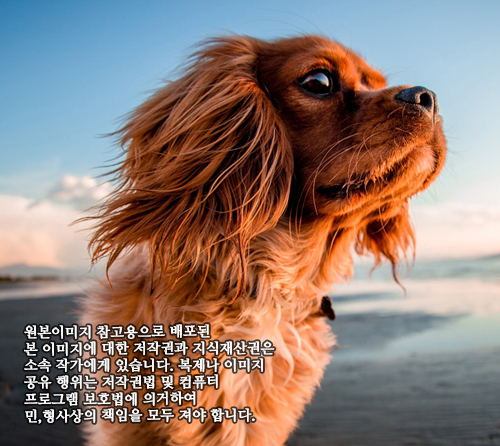 원본이미지 참고용으로 배포된
본 이미지에 대한 저작권과 지식재산권은
소속 작가에게 있습니다. 복제나 이미지
공유 행위는 저작권법 및 컴퓨터
프로그램 보호법에 의거하여
민,형사상의 책임을 모두 져야 합니다.